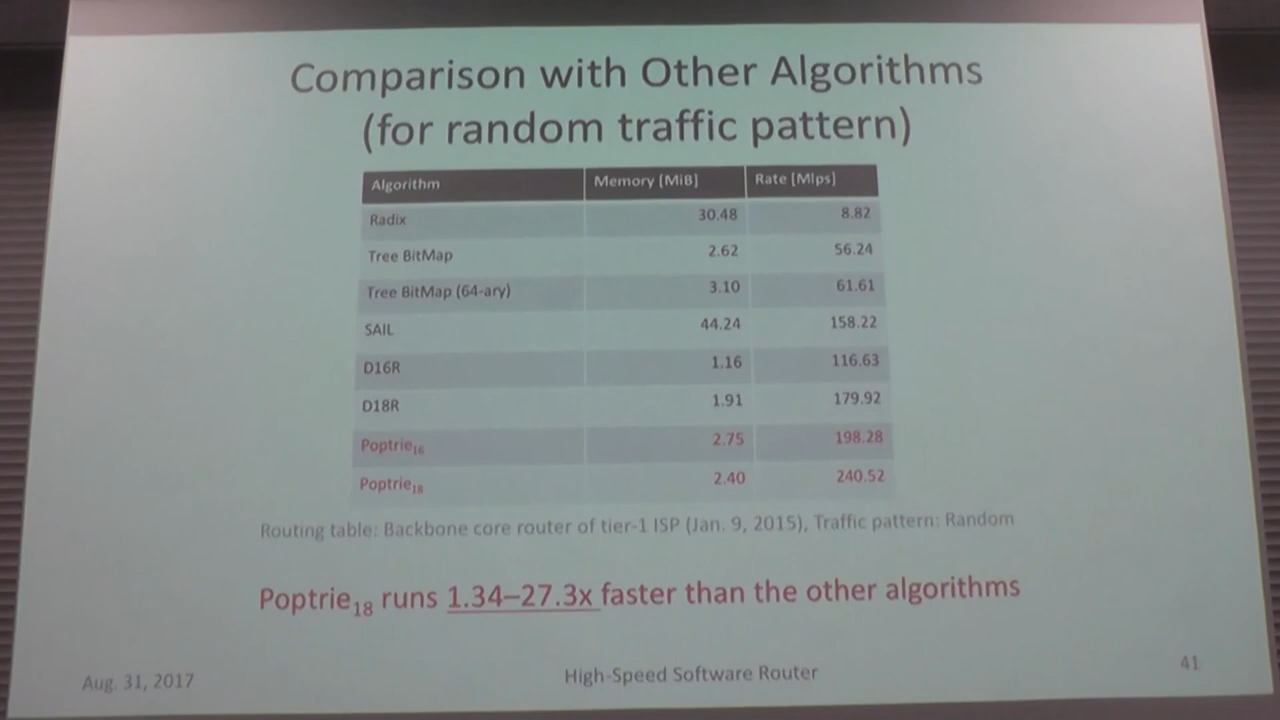 Comparison with Other Algorithms
(for random traffic pattern)
Algorithm Memory [MiB] Rate [Mlps]
Radix 30.48 8.82
Tree BitMap 2.62 56.24
Tree BitMap (64-ary) 3.10 61.61
SAIL 44.24 158.22
D16R 1.16 116.63
D18R 1.91 179.92
Poptrie16 2.75 198.28
Poptrie18 2.40 240.52
Routing table: Backbone core router of tier-1 ISP (Jan. 9, 2015), Traffic pattern: Random
Poptrie18 runs 1.34–27.3x faster than the other algorithms
Aug. 31, 2017 High-Speed Software Router 41